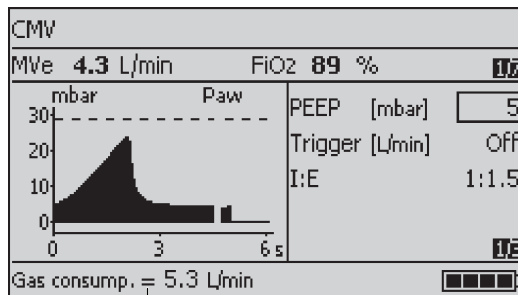 CMV
MVe 4.3 L/min FiO2 89 %
mbar Paw
30
20
10
0
0 3 6 s
PEEP [mbar] 5
Trigger [L/min] Off
I:E 1:1.5
Gas consump. = 5.3 L/min